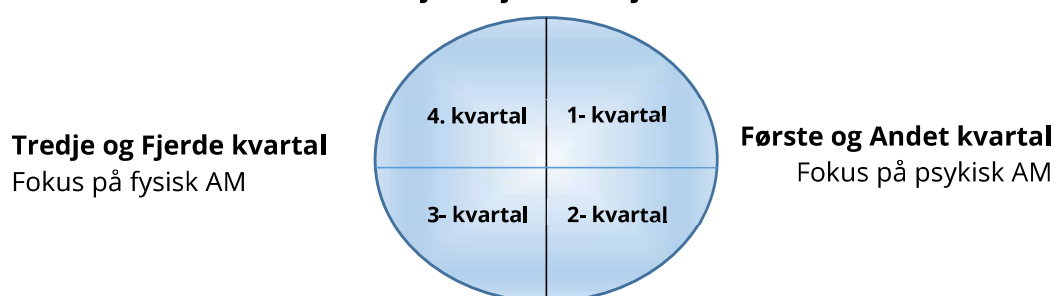 4. kvartal
1- kvartal
Tredje og Fjerde kvartal
Fokus på fysisk AM
Første og Andet kvartal
Fokus på psykisk AM
3- kvartal
2- kvartal